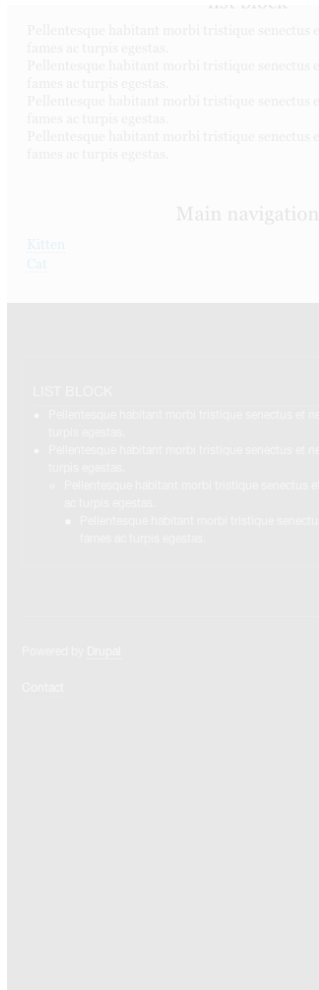 list block
Pellentesque habitant morbi tristique senectus e
fames ac turpis egestas.
Pellentesque habitant morbi tristique senectus e
fames ac turpis egestas.
Pellentesque habitant morbi tristique senectus e
fames ac turpis egestas.
Pellentesque habitant morbi tristique senectus e
fames ac turpis egestas.
Main navigation
Kitten
Cat
LIST BLOCK
Pellentesque habitant morbi tristique senectus et ne
turpis egestas.
Pellentesque habitant morbi tristique senectus et ne
turpis egestas.
Pellentesque habitant morbi tristique senectus et
ac turpis egestas.
Pellentesque habitant morbi tristique senectu
fames ac turpis egestas.
Powered by Drupal
Contact